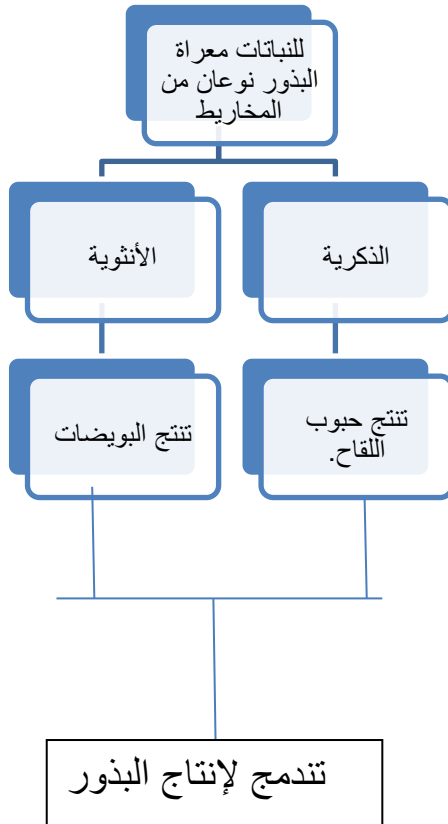 للنباتات معراة
البذور نوعان من
المخاريط
الذكرية
الأنثوية
تنتج حبوب
اللقاح.
تنتج البويضات
تندمج لإنتاج البذور